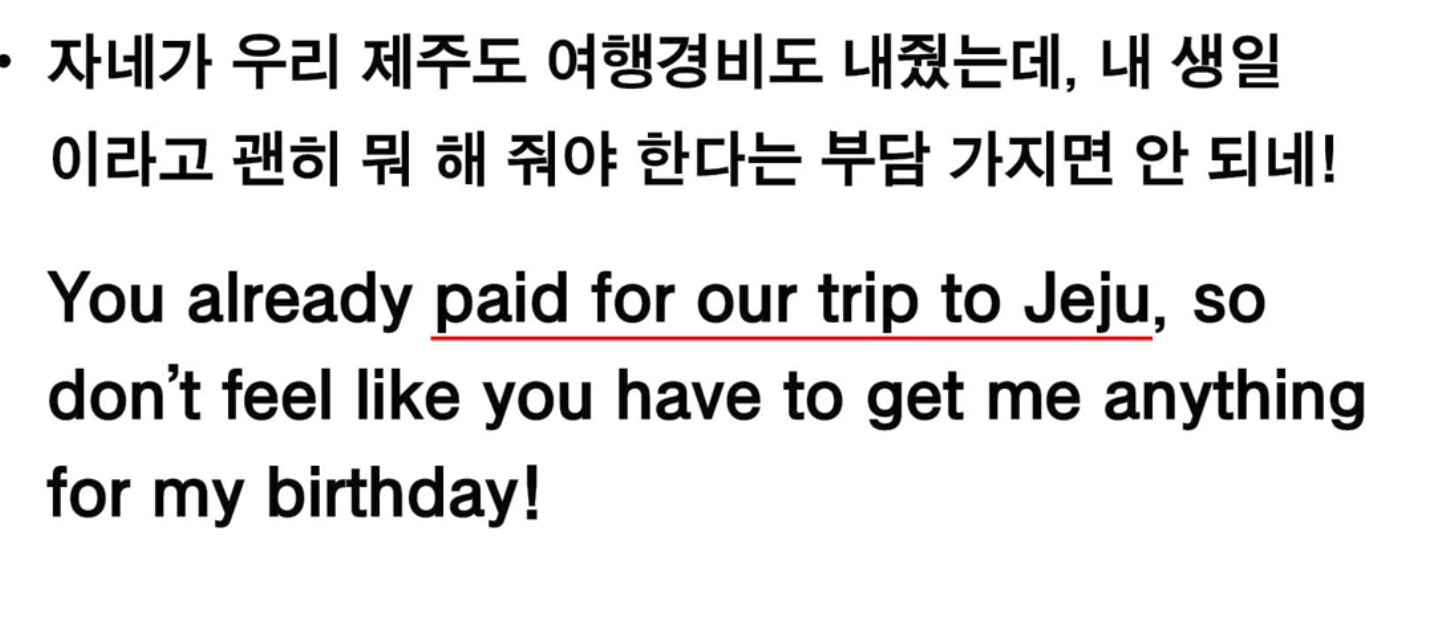 • 자네가 우리 제주도 여행경비도 내줬는데, 내 생일
이라고 괜히 뭐 해 줘야 한다는 부담 가지면 안 되네!
You already paid for our trip to Jeju, so
don’t feel like you have to get me anything
for my birthday!